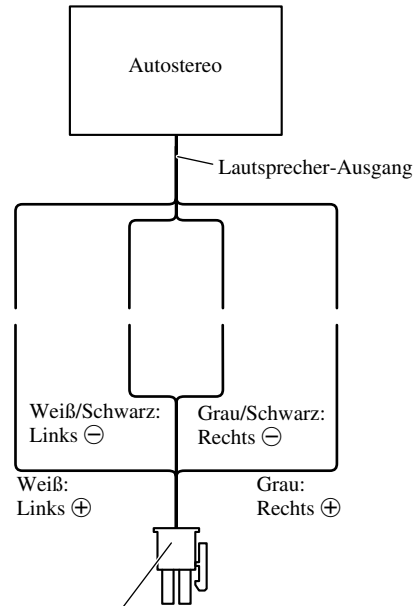 Autostereo
Lautsprecher-Ausgang
Weiß/Schwarz:
Links ⊖
Grau/Schwarz:
Rechts ⊖
Weiß:
Links ⊕
Grau:
Rechts ⊕